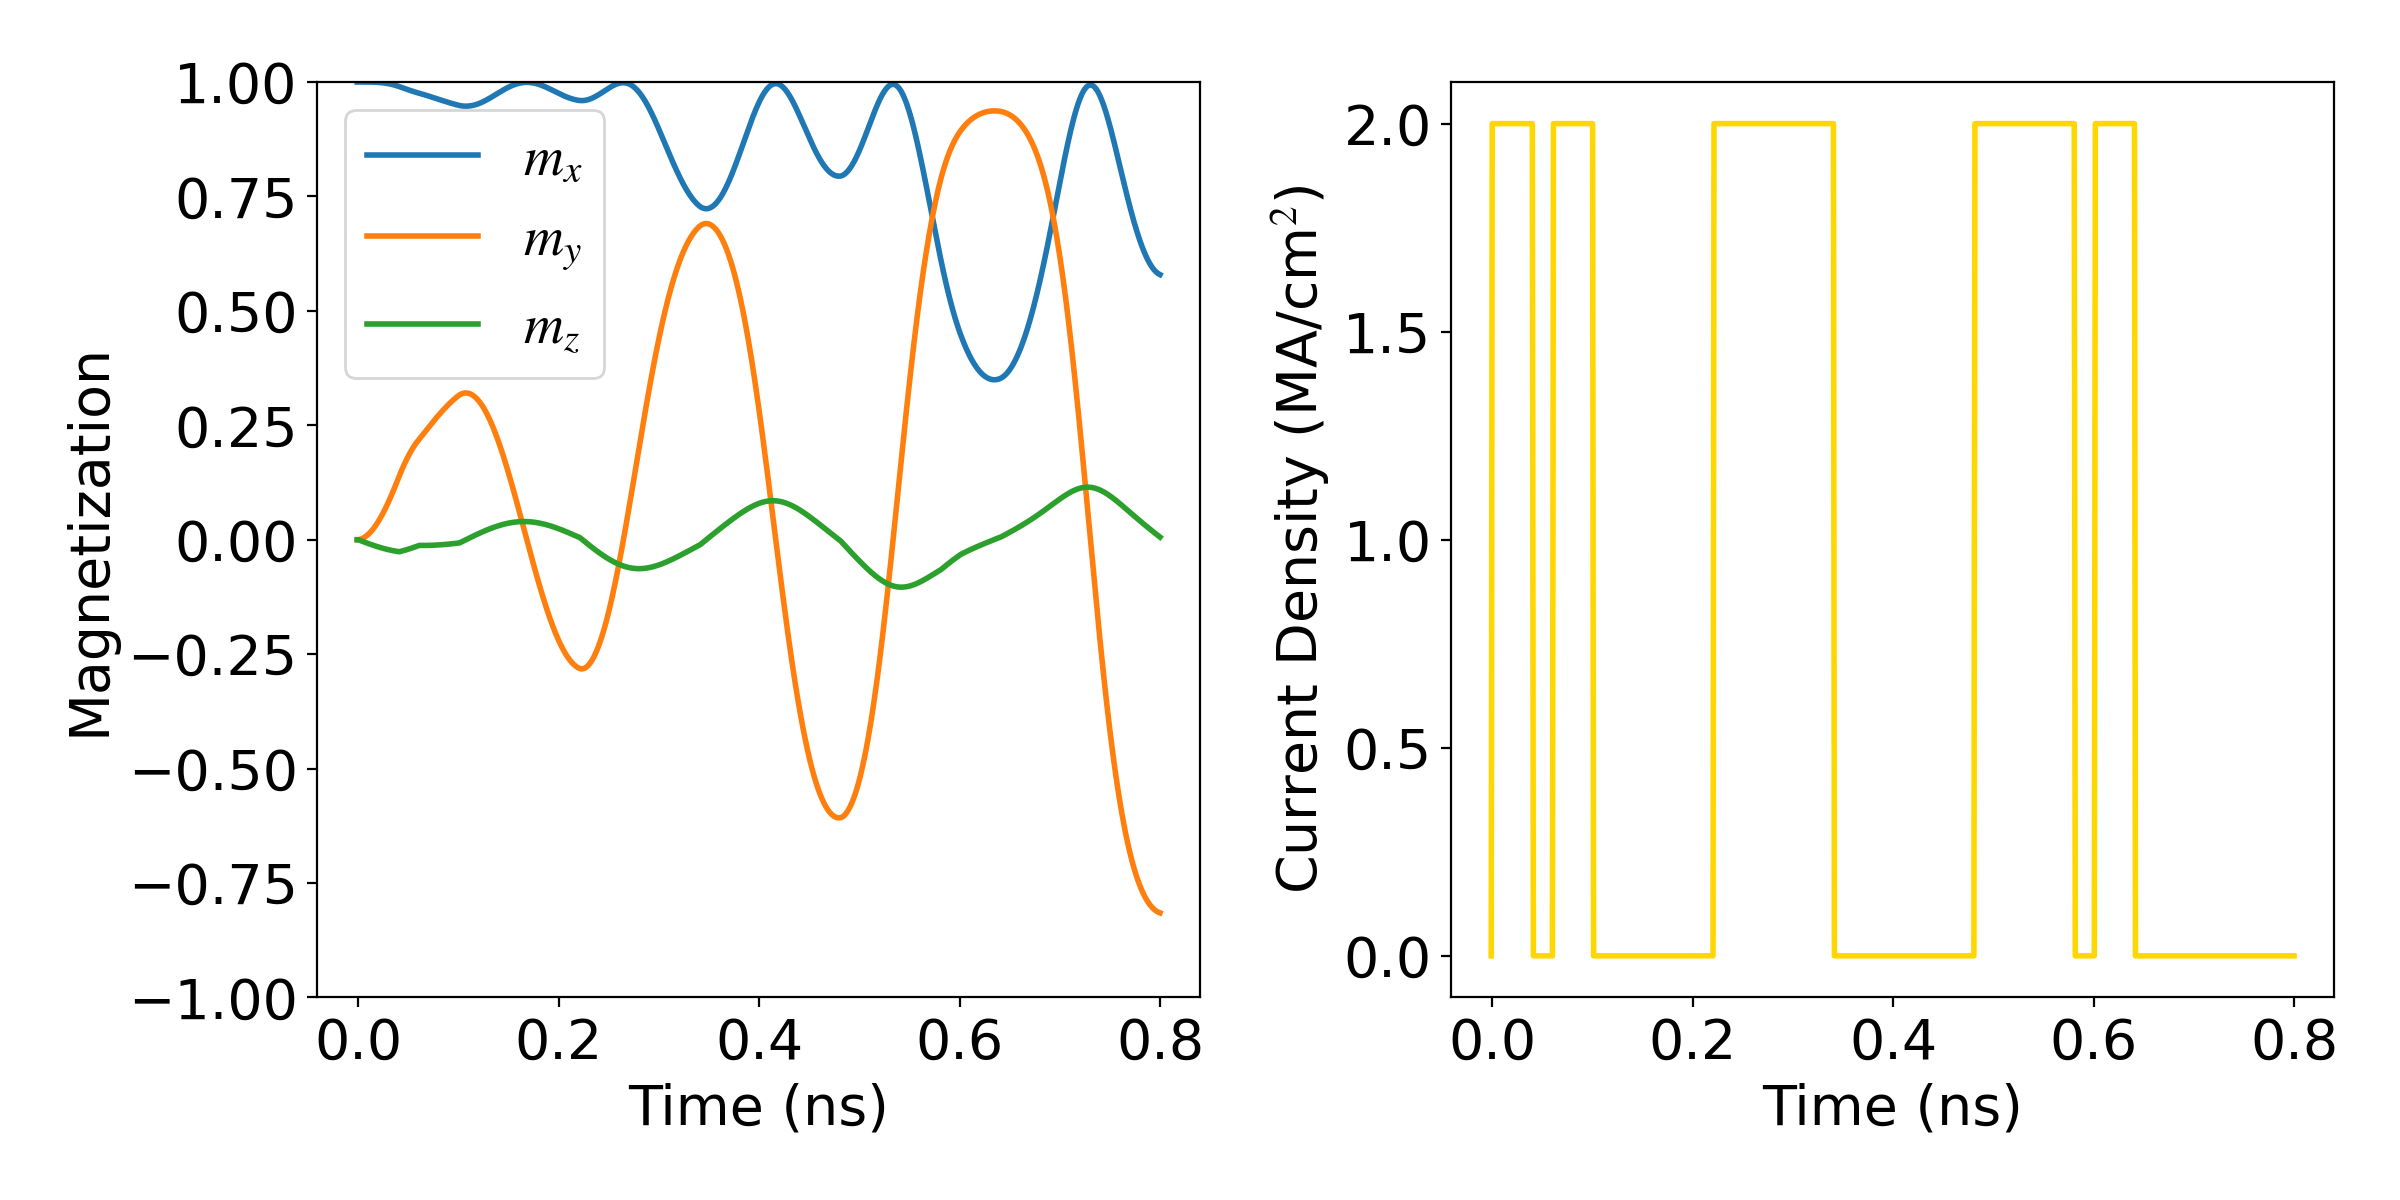 1.00
0.75
0.50
0.25
0.00
−0.25
−0.50
−0.75
−1.00
Magnetization
m_x
m_y
m_z
0.0 0.2 0.4 0.6 0.8
Time (ns)
2.0
1.5
1.0
0.5
0.0
Current Density (MA/cm²)
0.0 0.2 0.4 0.6 0.8
Time (ns)